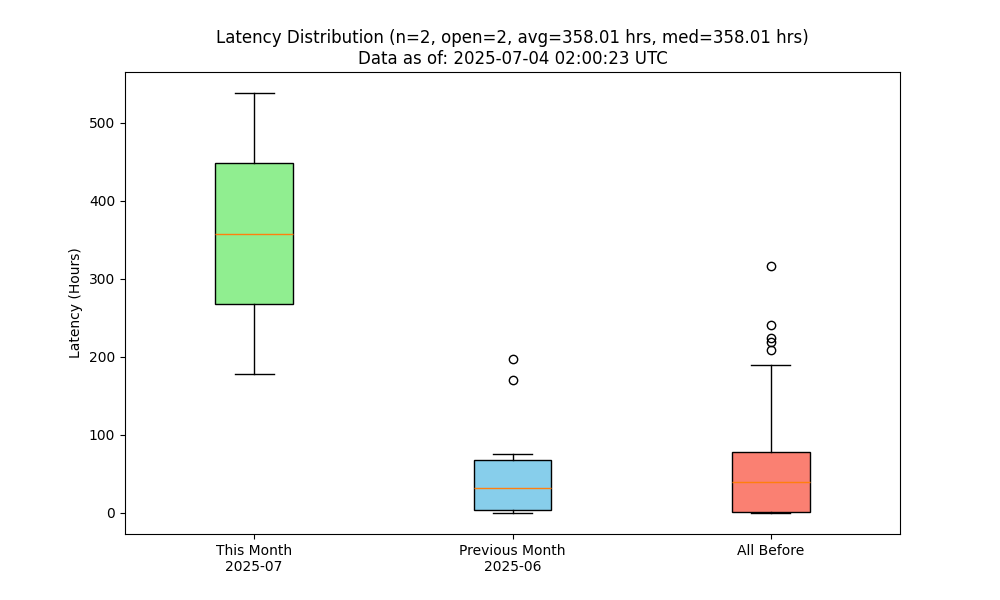 Latency Distribution (n=2, open=2, avg=358.01 hrs, med=358.01 hrs)
Data as of: 2025-07-04 02:00:23 UTC
Latency (Hours)
500
400
300
200
100
0
This Month
2025-07
Previous Month
2025-06
All Before